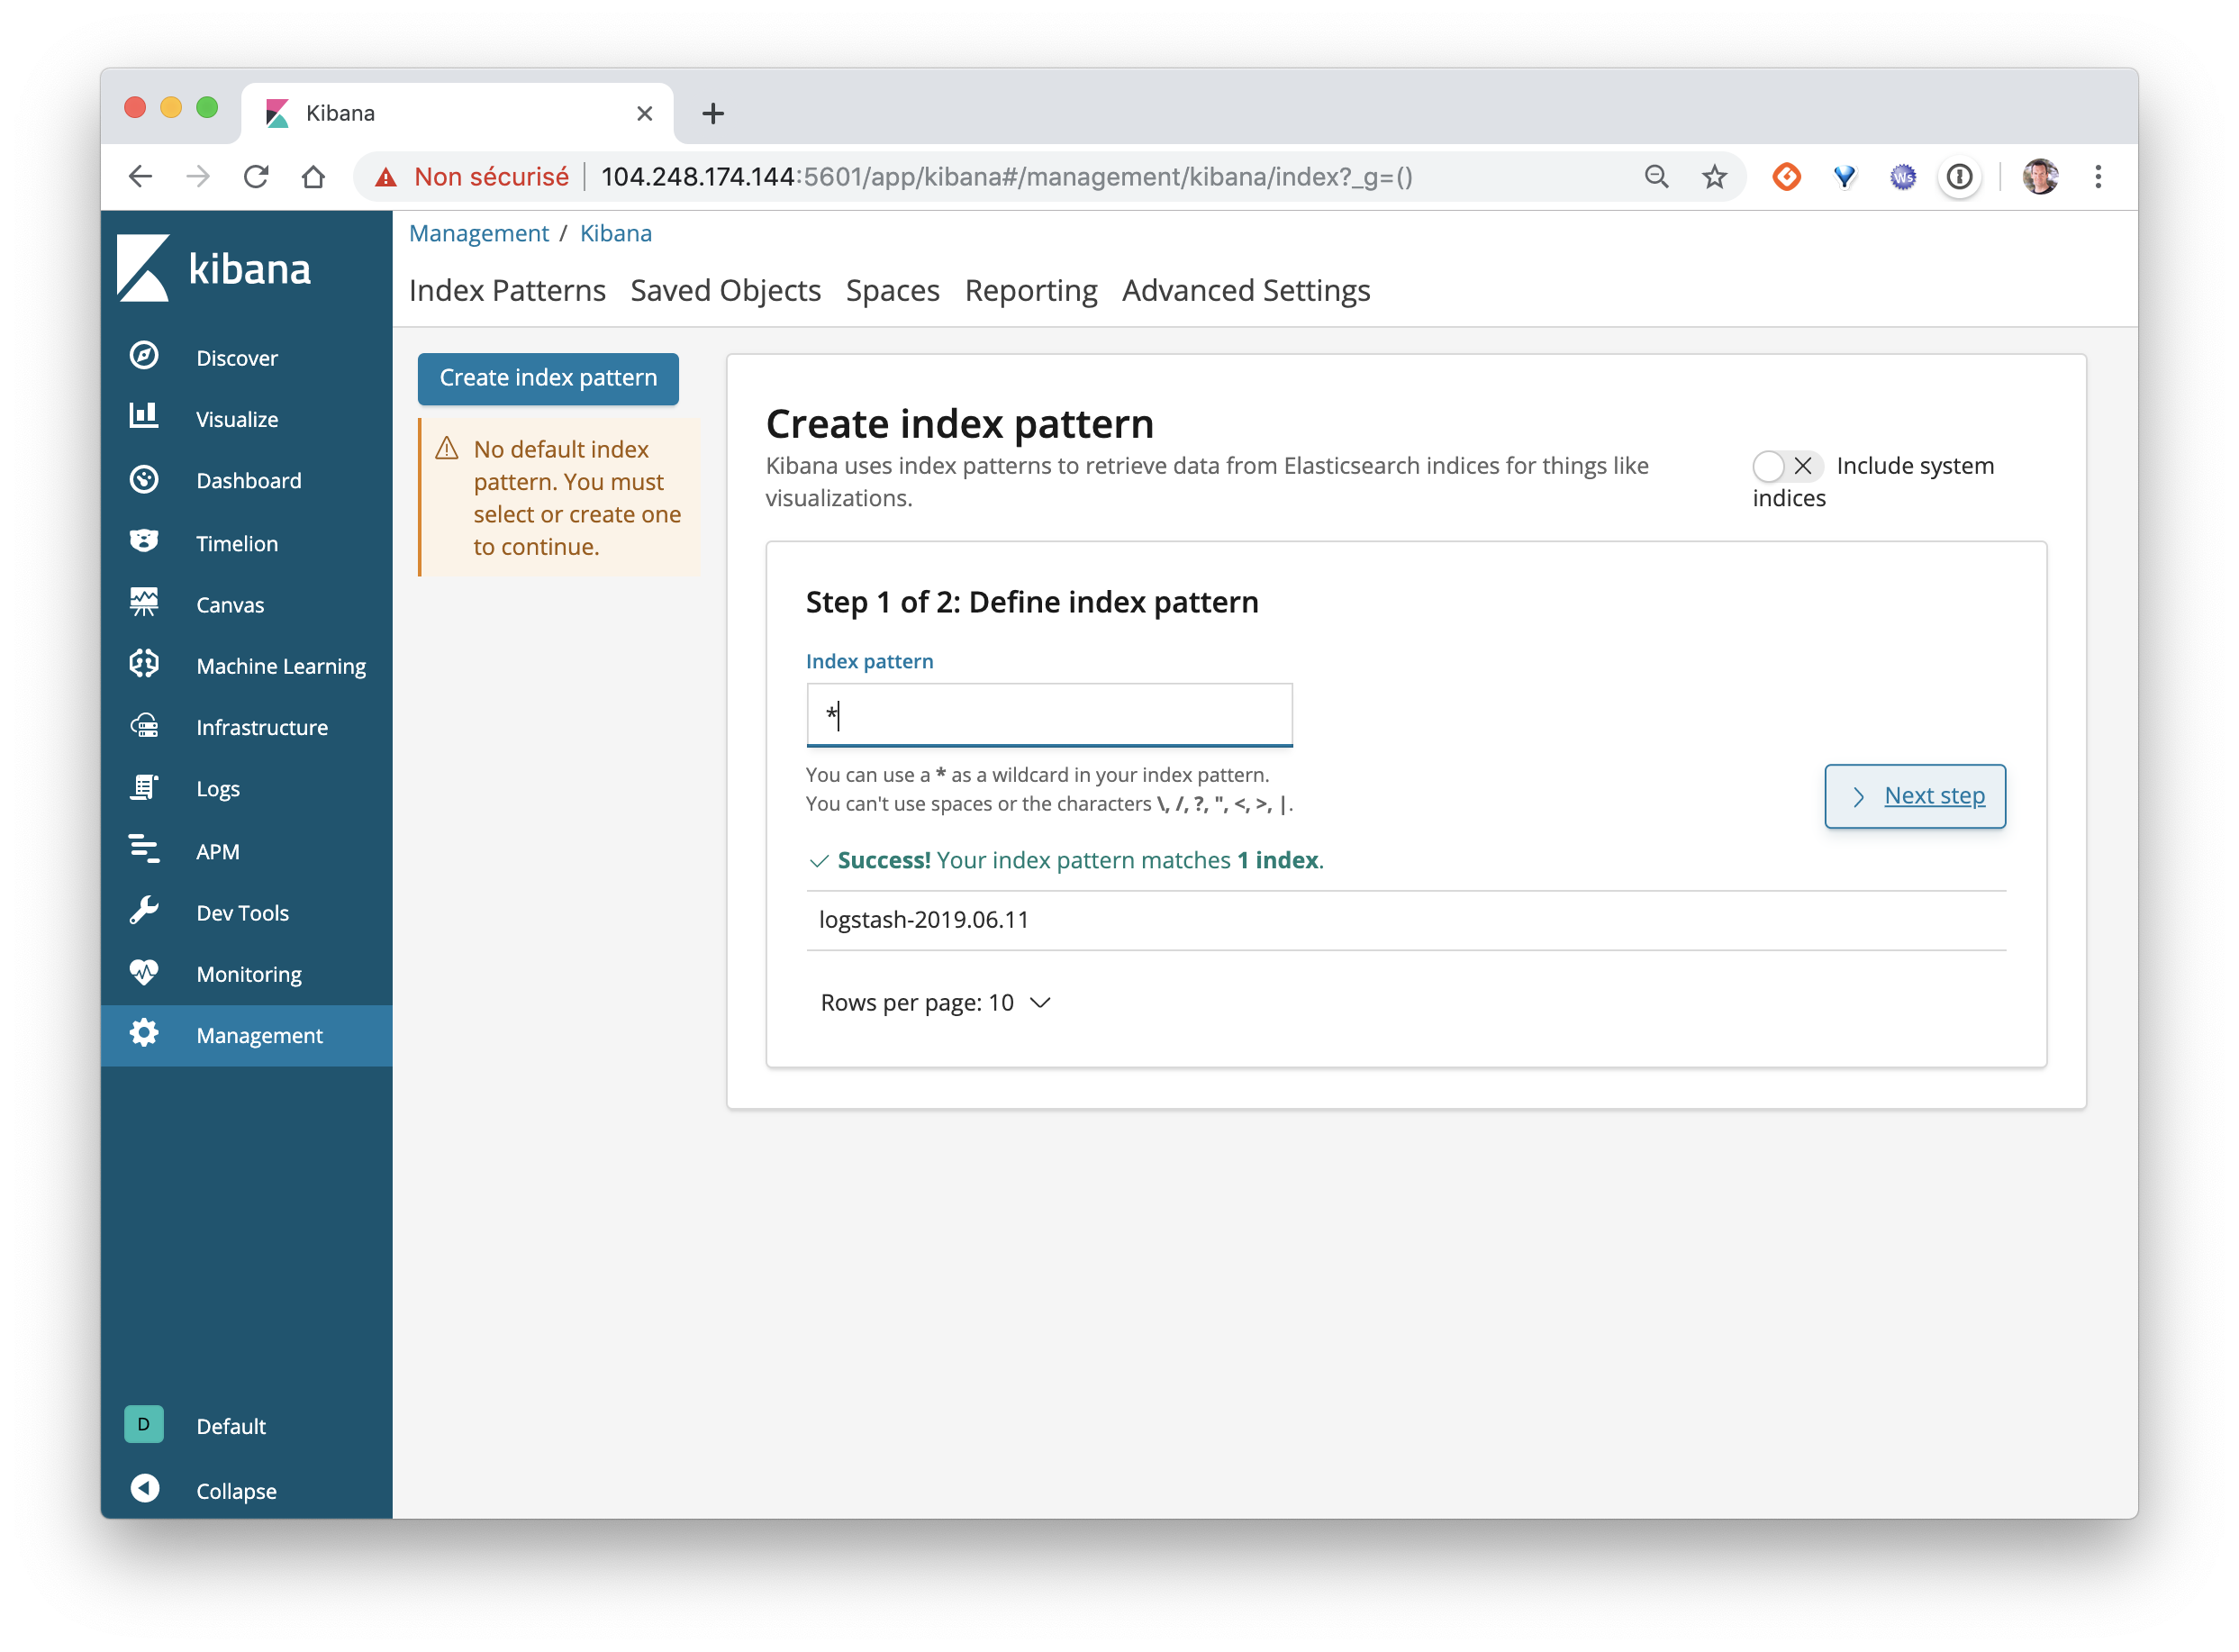 Kibana
Non sécurisé
104.248.174.144:5601/app/kibana#/management/kibana/index?_g=()
Ws
kibana
Discover
Visualize
Dashboard
Timelion
Canvas
Machine Learning
Infrastructure
Logs
APM
Dev Tools
Monitoring
Management
D Default
Collapse
Management / Kibana
Index Patterns Saved Objects Spaces Reporting Advanced Settings
Create index pattern
No default index
pattern. You must
select or create one
to continue.
Create index pattern
Kibana uses index patterns to retrieve data from Elasticsearch indices for things like
visualizations.
Include system
indices
Step 1 of 2: Define index pattern
Index pattern
*
You can use a * as a wildcard in your index pattern.
You can't use spaces or the characters \, /, ?, ", <, >, |.
Next step
Success! Your index pattern matches 1 index.
logstash-2019.06.11
Rows per page: 10